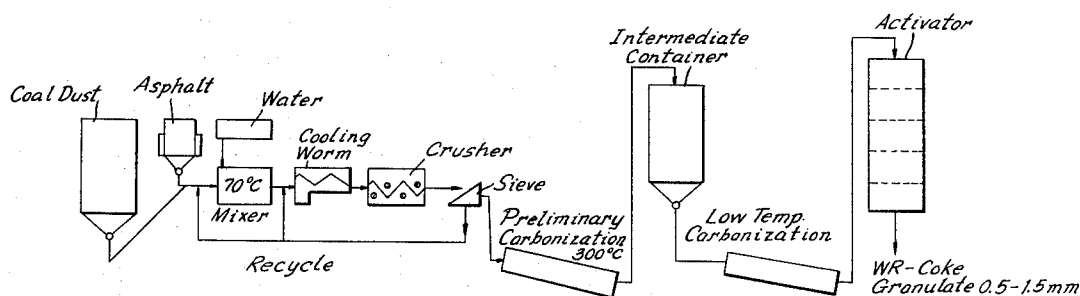 Coal Dust
Asphalt
Water
70°C
Mixer
Cooling
Worm
Crusher
Sieve
Recycle
Preliminary
Carbonization
300°C
Intermediate
Container
Low Temp.
Carbonization
Activator
WR-Coke
Granulate 0.5-1.5mm